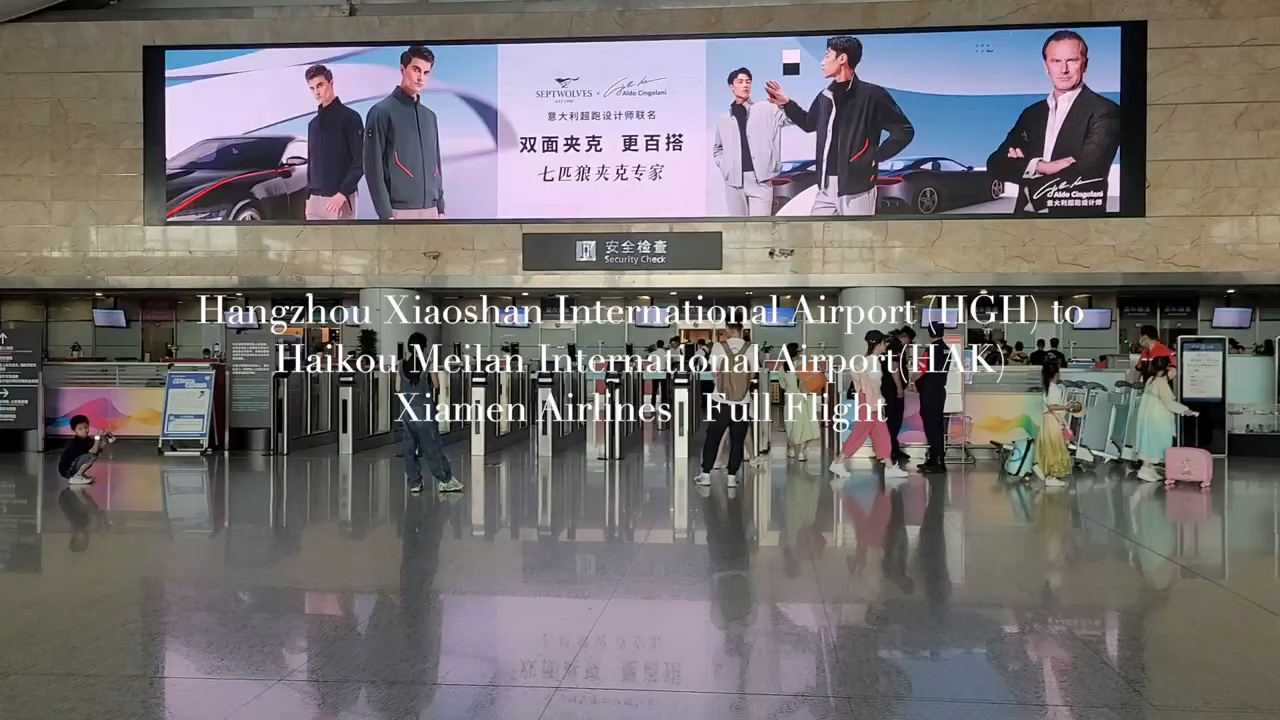 SEPTWOLVES × Aldo Cingolani
意大利超跑设计师联名
双面夹克 更百搭
七匹狼夹克专家
Aldo Cingolani
意大利超跑设计师
安全检查
Security Check
Hangzhou Xiaoshan International Airport (HGH) to
Haikou Meilan International Airport(HAK)
Xiamen Airlines Full Flight